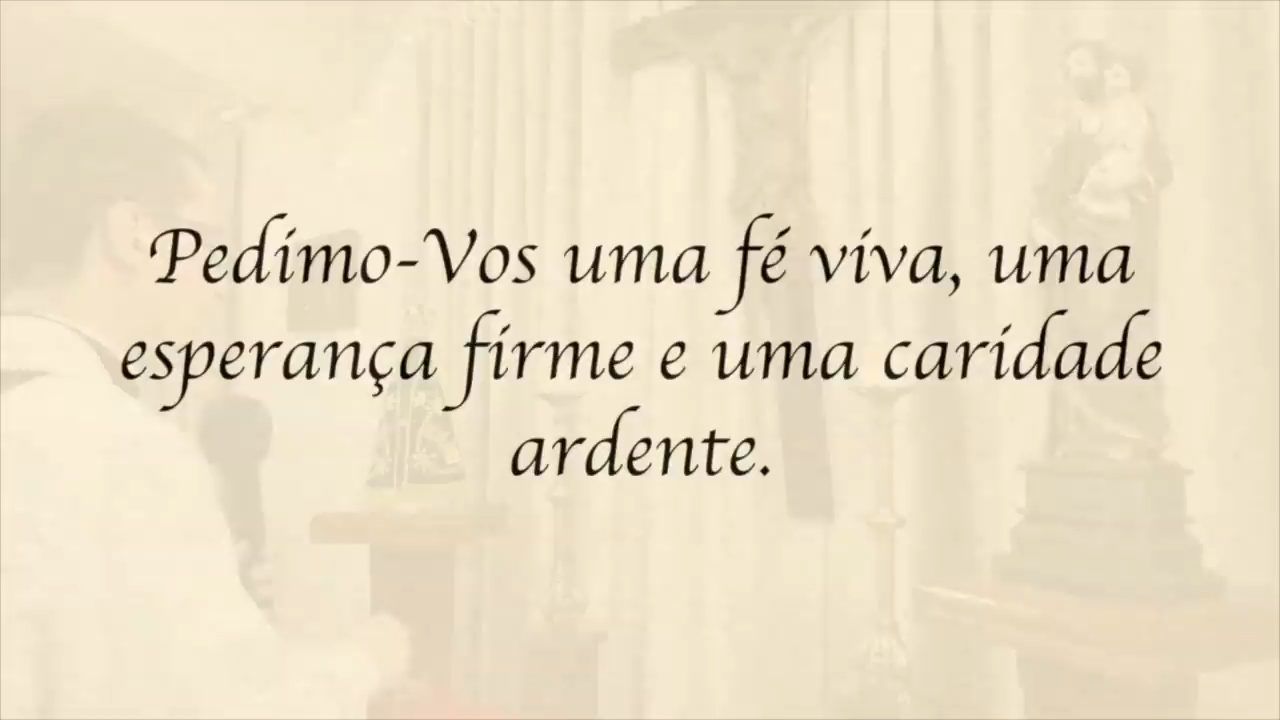 Pedimo-Vos uma fé viva, uma
esperança firme e uma caridade
ardente.